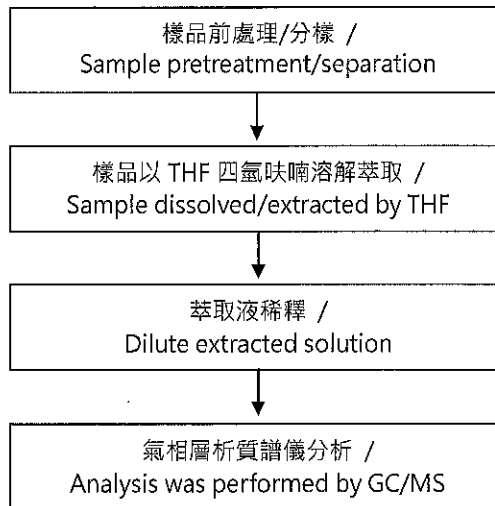 樣品前處理/分樣 /
Sample pretreatment/separation
樣品以 THF 四氫呋喃溶解萃取 /
Sample dissolved/extracted by THF
萃取液稀釋 /
Dilute extracted solution
氣相層析質譜儀分析 /
Analysis was performed by GC/MS